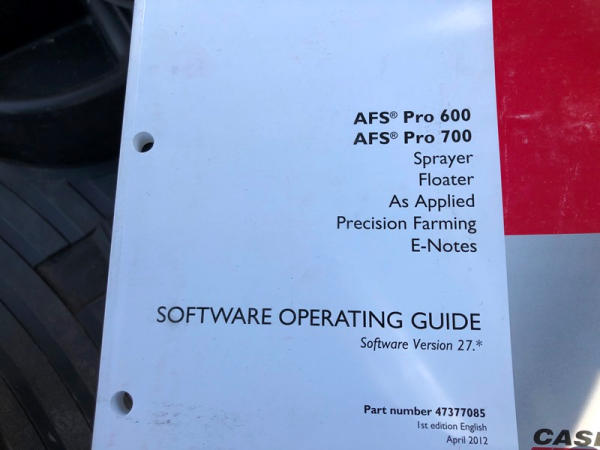 AFS® Pro 600
AFS® Pro 700
Sprayer
Floater
As Applied
Precision Farming
E-Notes
SOFTWARE OPERATING GUIDE
Software Version 27.*
Part number 47377085
1st edition English
April 2012